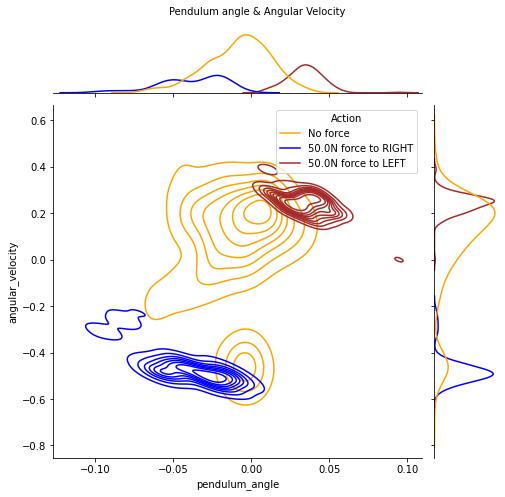 Pendulum angle & Angular Velocity
Action
No force
50.0N force to RIGHT
50.0N force to LEFT
0.6
0.4
0.2
0.0
−0.2
−0.4
−0.6
−0.8
angular_velocity
−0.10
−0.05
0.00
0.05
0.10
pendulum_angle